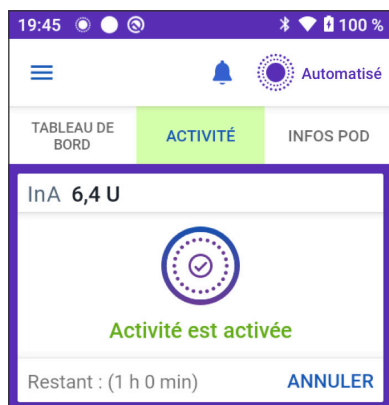 19:45 100 %
Automatisé
TABLEAU DE
BORD
ACTIVITÉ
INFOS POD
InA 6,4 U
Activité est activée
Restant : (1 h 0 min) ANNULER